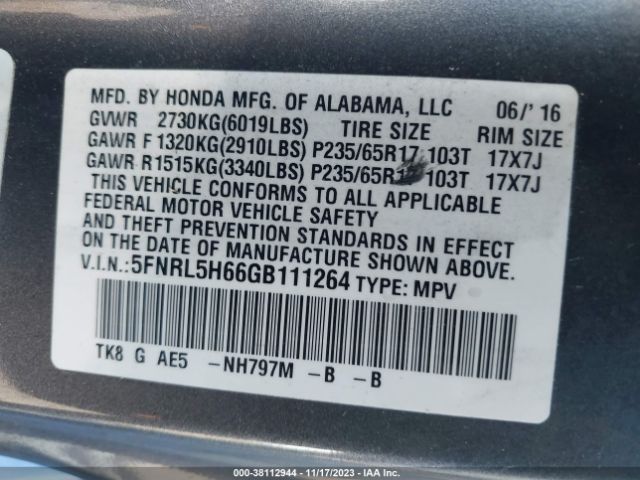 MFD. BY HONDA MFG. OF ALABAMA, LLC 06/'16
GVWR 2730KG(6019LBS) TIRE SIZE RIM SIZE
GAWR F 1320KG(2910LBS) P235/65R17 103T 17X7J
GAWR R1515KG(3340LBS) P235/65R17 103T 17X7J
THIS VEHICLE CONFORMS TO ALL APPLICABLE
FEDERAL MOTOR VEHICLE SAFETY
AND THEFT PREVENTION STANDARDS IN EFFECT
ON THE DATE OF MANUFACTURE SHOWN ABOVE.
V.I.N.:5FNRL5H66GB111264 TYPE: MPV
TK8 G AE5 -NH797M -B -B
000-38112944 - 11/17/2023 - IAA Inc.